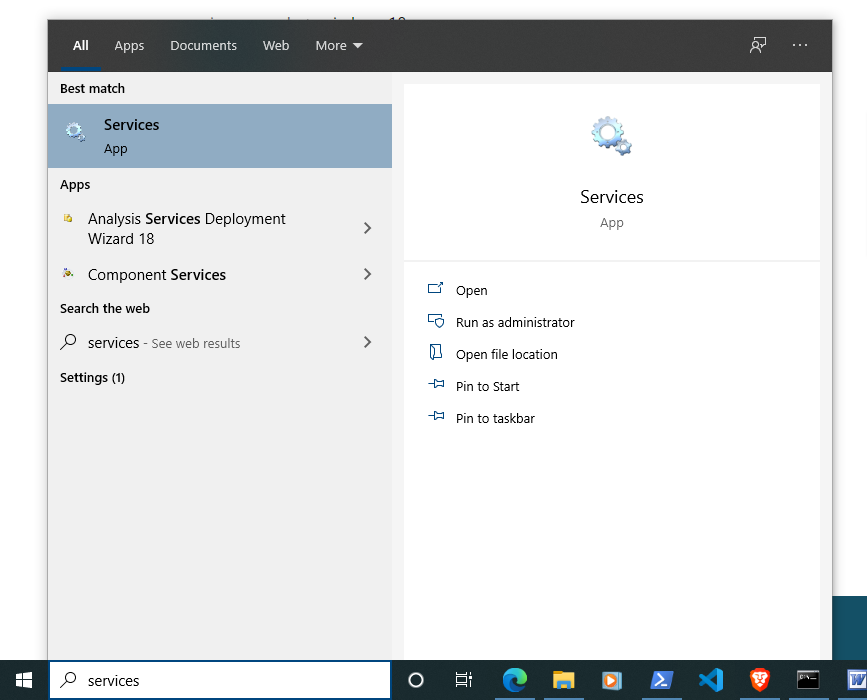 All
Apps
Documents
Web
More
Best match
Services
App
Apps
Analysis Services Deployment
Wizard 18
Component Services
Search the web
services - See web results
Settings (1)
Services
App
Open
Run as administrator
Open file location
Pin to Start
Pin to taskbar
services